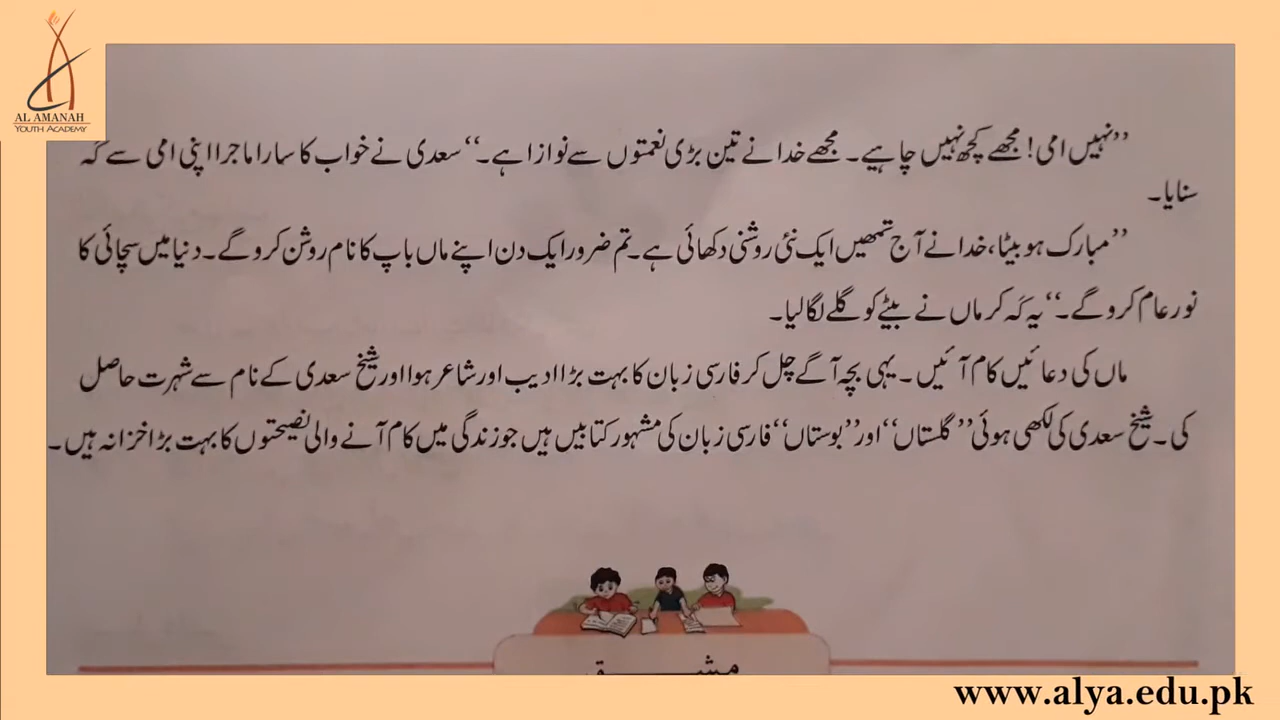 AL AMANAH
YOUTH ACADEMY
’’نہیں امی! مجھے کچھ نہیں چاہیے۔ مجھے خدا نے تین بڑی نعمتوں سے نوازا ہے۔‘‘ سعدی نے خواب کا سارا ماجرا اپنی امی سے کہ
سنایا۔
’’مبارک ہو بیٹا، خدا نے آج تمھیں ایک نئی روشنی دکھائی ہے۔ تم ضرور ایک دن اپنے ماں باپ کا نام روشن کرو گے۔ دنیا میں سچائی کا
نور عام کرو گے۔‘‘ یہ کَہ کر ماں نے بیٹے کو گلے لگا لیا۔
ماں کی دعائیں کام آئیں۔ یہی بچہ آگے چل کر فارسی زبان کا بہت بڑا ادیب اور شاعر ہوا اور شیخ سعدی کے نام سے شہرت حاصل
کی۔ شیخ سعدی کی لکھی ہوئی ’’گلستاں‘‘ اور ’’بوستاں‘‘ فارسی زبان کی مشہور کتابیں ہیں جو زندگی میں کام آنے والی نصیحتوں کا بہت بڑا خزانہ ہیں۔
مشق
www.alya.edu.pk